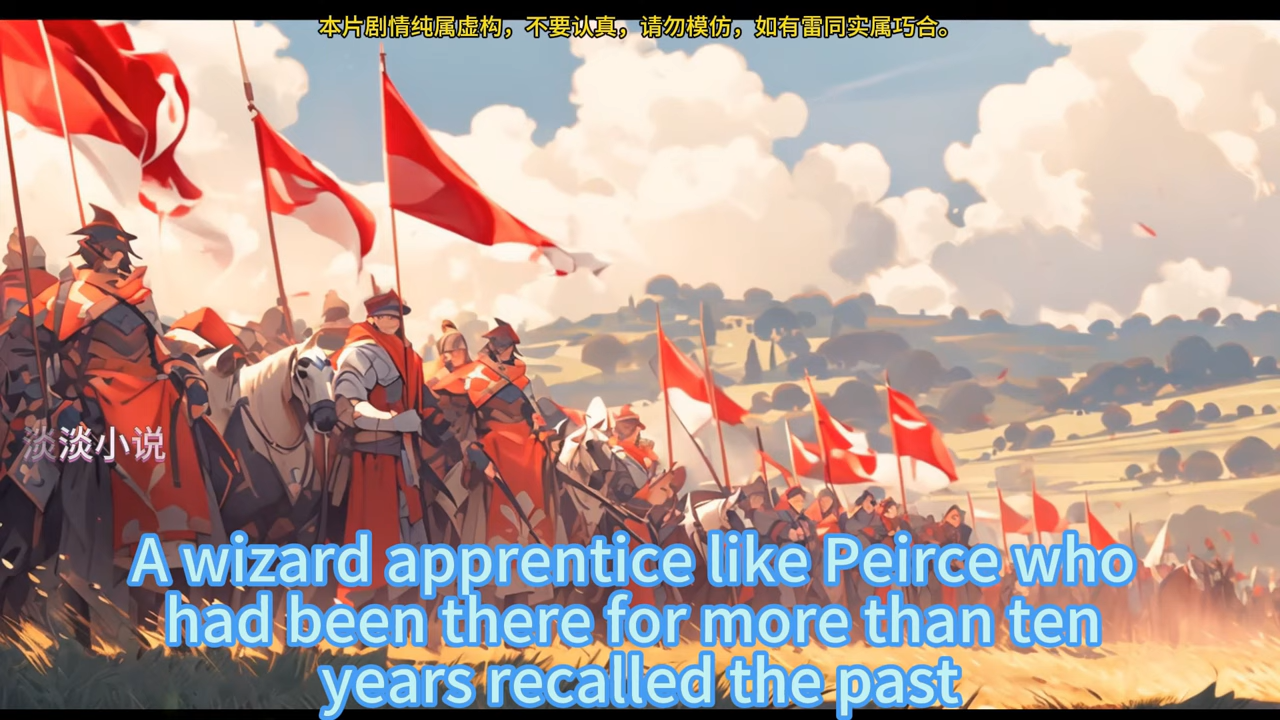 本片剧情纯属虚构，不要认真，请勿模仿，如有雷同实属巧合。
淡淡小说
A wizard apprentice like Peirce who
had been there for more than ten
years recalled the past